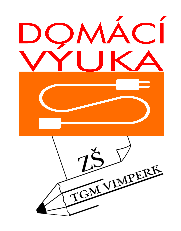 DOMÁCÍ
VÝUKA
ZŠ
TGM VIMPERK